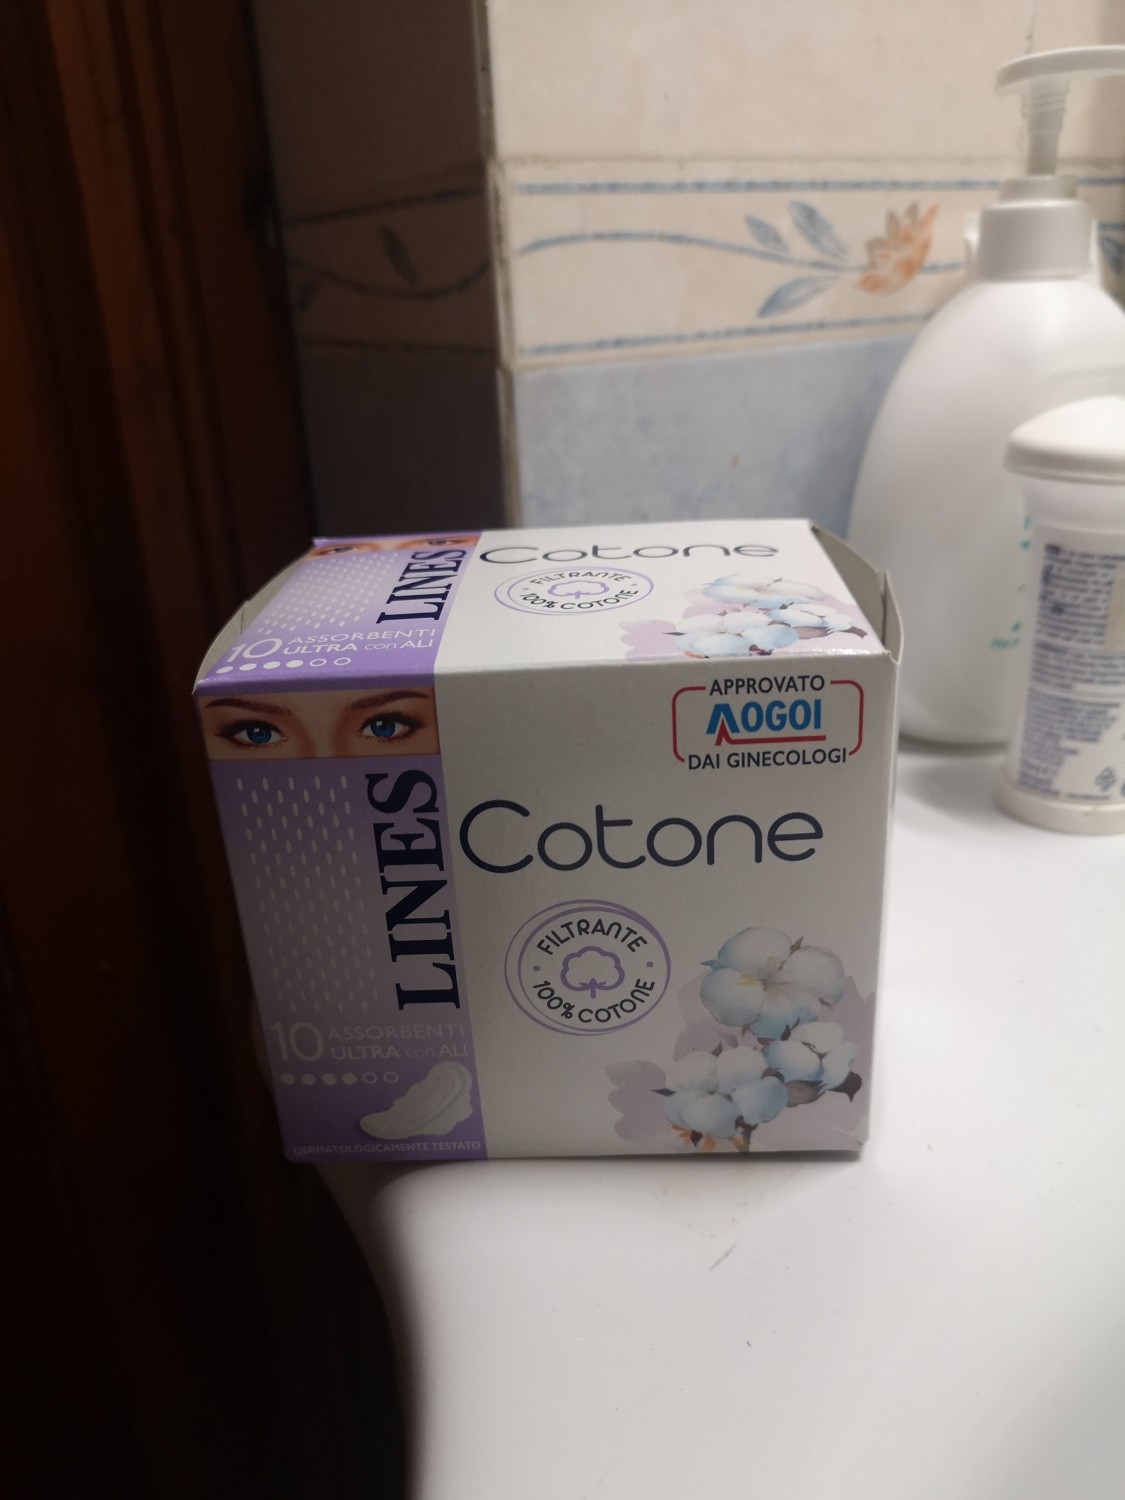 LINES
Cotone
FILTRANTE
100% COTONE
10 ASSORBENTI
ULTRA con ALI
APPROVATO
AOGOI
DAI GINECOLOGI
LINES
Cotone
FILTRANTE
100% COTONE
10 ASSORBENTI
ULTRA con ALI
DERMATOLOGICAMENTE TESTATO